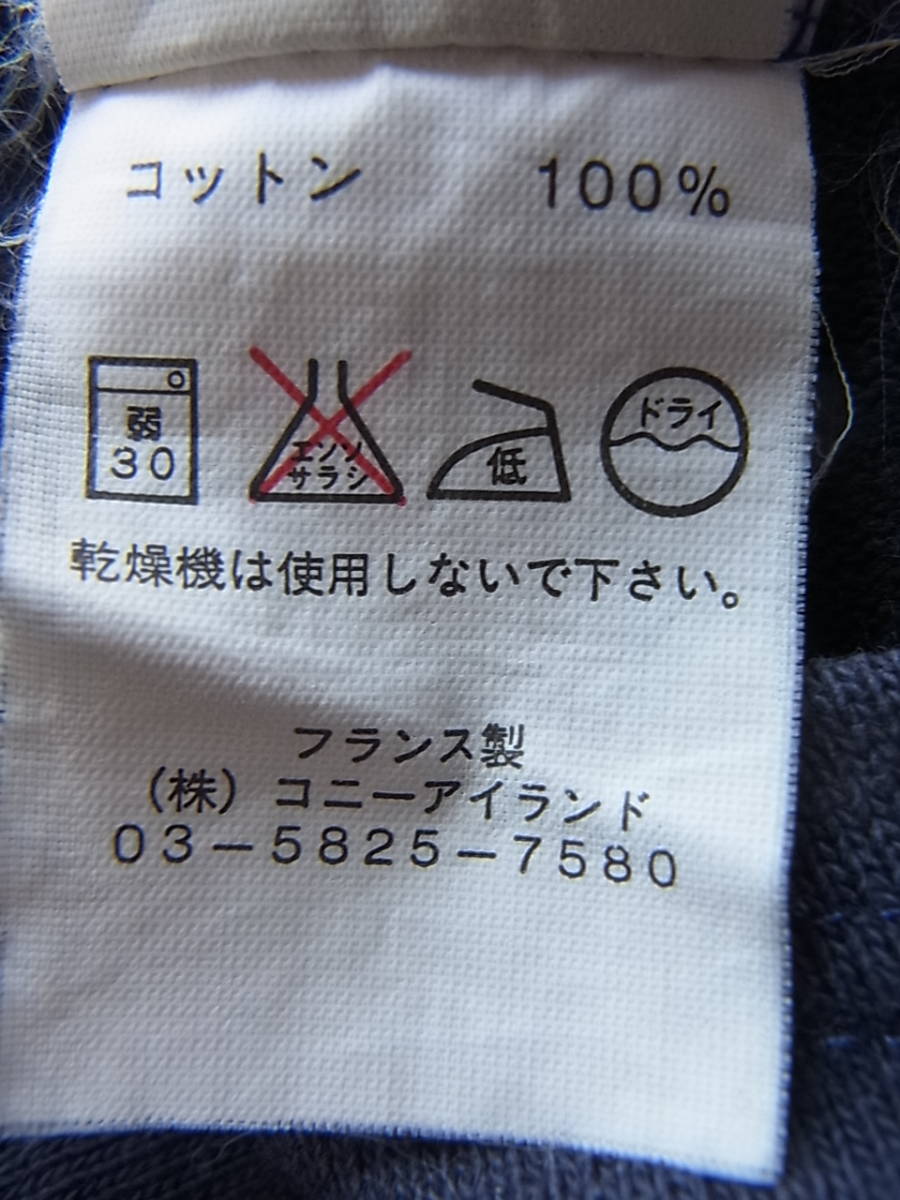 コットン 100%
弱 エンソ 低 ドライ
30 サラシ
乾燥機は使用しないで下さい。
フランス製
（株）コニーアイランド
03－5825－7580